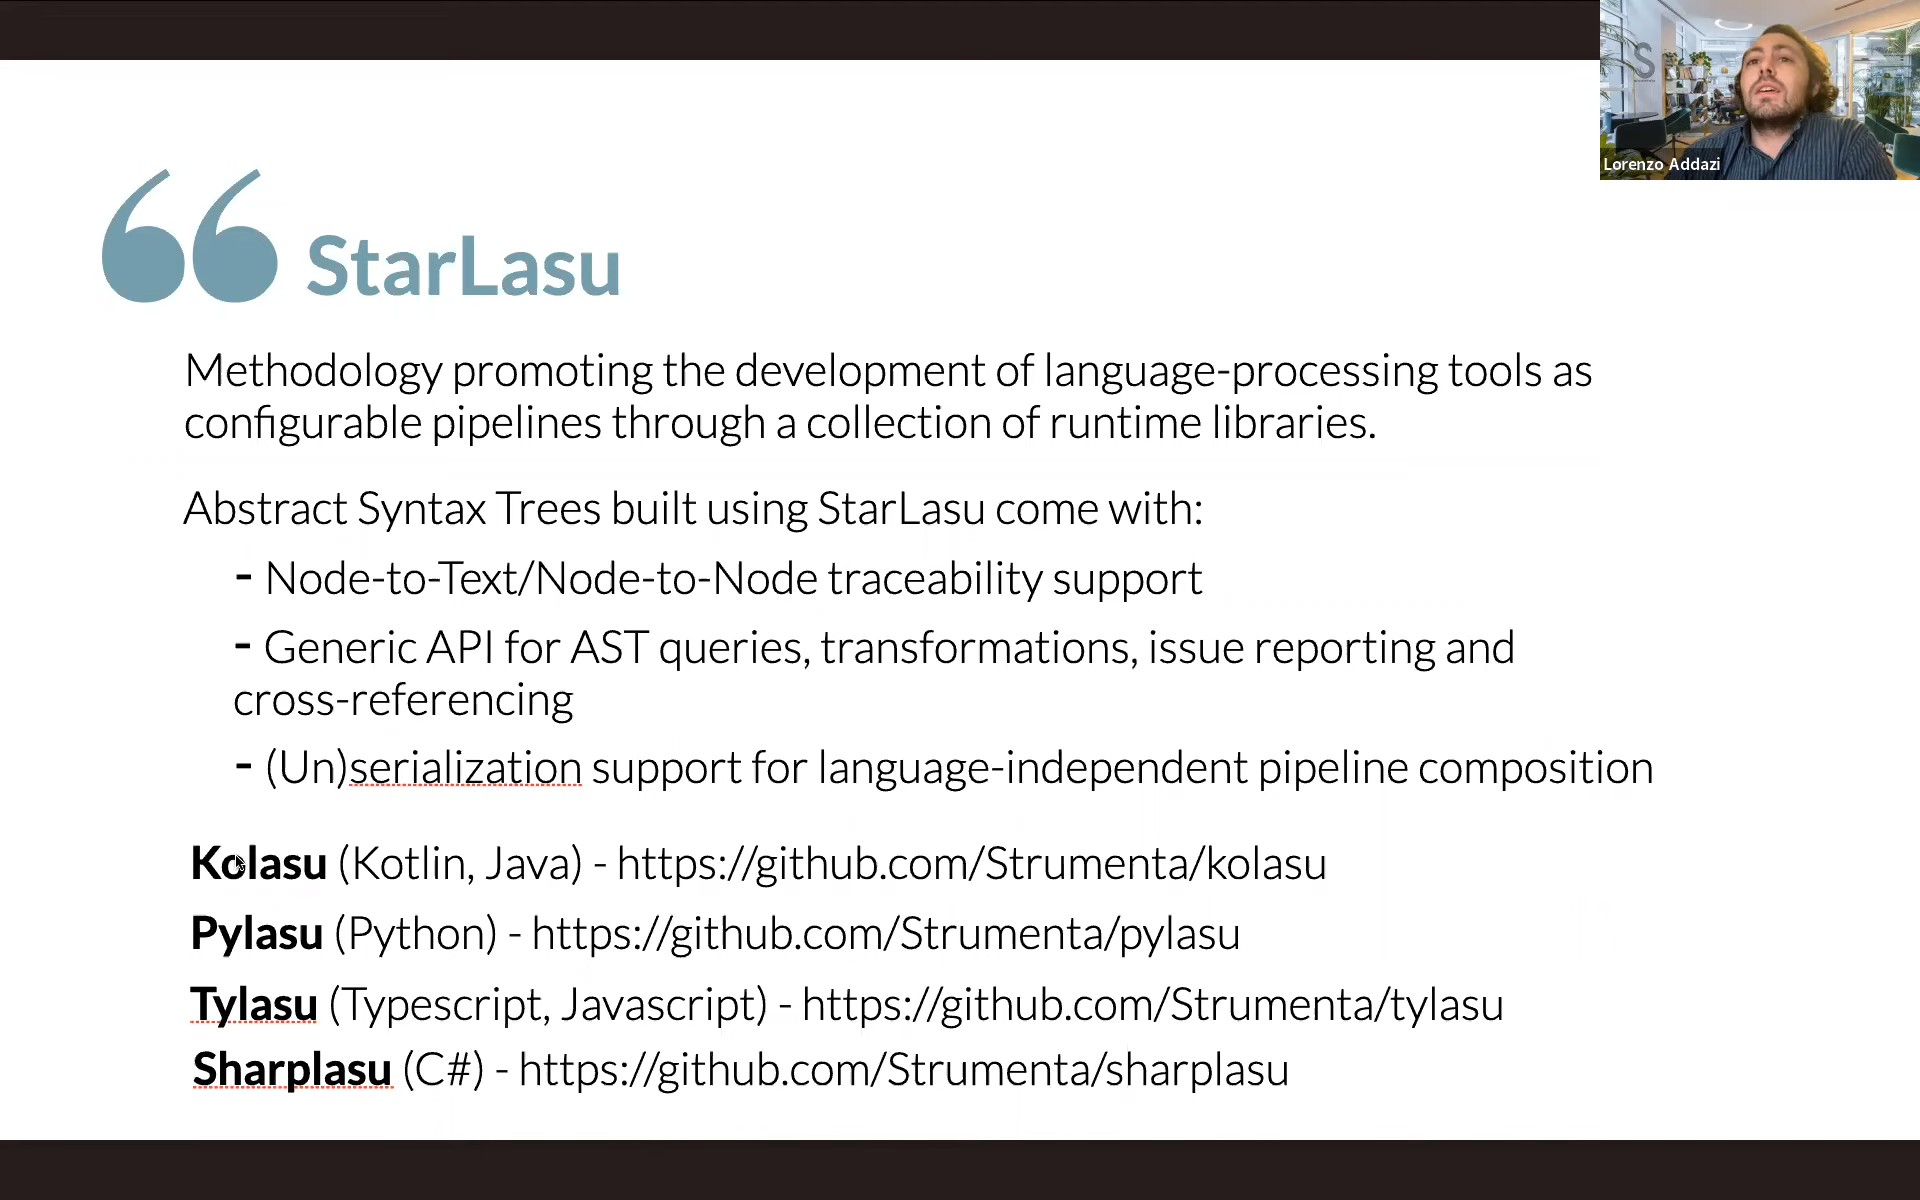 Lorenzo Addazi
“ StarLasu
Methodology promoting the development of language-processing tools as
configurable pipelines through a collection of runtime libraries.
Abstract Syntax Trees built using StarLasu come with:
- Node-to-Text/Node-to-Node traceability support
- Generic API for AST queries, transformations, issue reporting and
cross-referencing
- (Un)serialization support for language-independent pipeline composition
Kolasu (Kotlin, Java) - https://github.com/Strumenta/kolasu
Pylasu (Python) - https://github.com/Strumenta/pylasu
Tylasu (Typescript, Javascript) - https://github.com/Strumenta/tylasu
Sharplasu (C#) - https://github.com/Strumenta/sharplasu